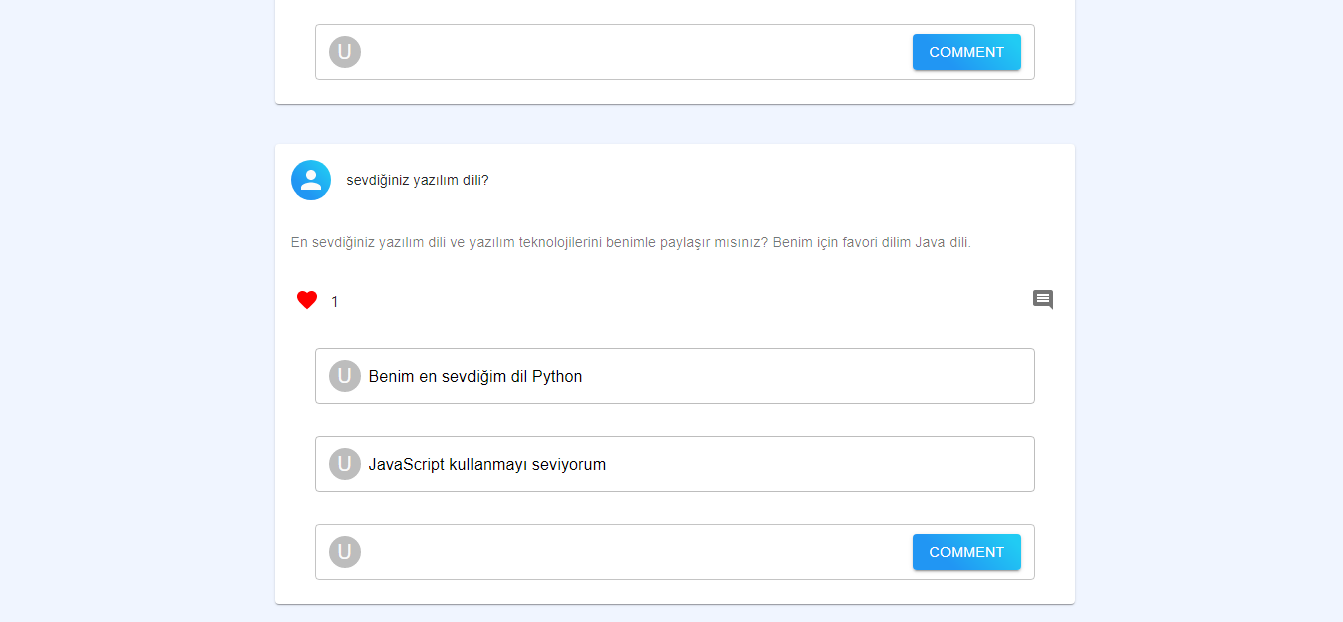 U
COMMENT
sevdiğiniz yazılım dili?
En sevdiğiniz yazılım dili ve yazılım teknolojilerini benimle paylaşır mısınız? Benim için favori dilim Java dili.
1
U Benim en sevdiğim dil Python
U JavaScript kullanmayı seviyorum
U
COMMENT